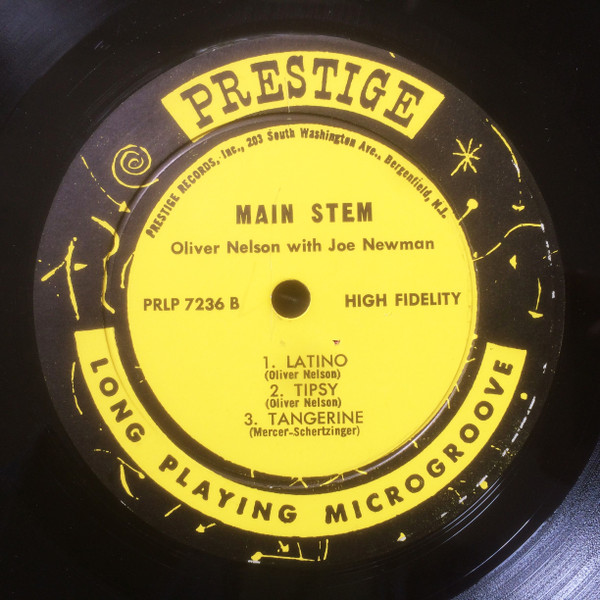 PRESTIGE
PRESTIGE RECORDS, Inc., 203 South Washington Ave., Bergenfield, N.J.
MAIN STEM
Oliver Nelson with Joe Newman
PRLP 7236 B
HIGH FIDELITY
1. LATINO
(Oliver Nelson)
2. TIPSY
(Oliver Nelson)
3. TANGERINE
(Mercer-Schertzinger)
LONG PLAYING MICROGROOVE